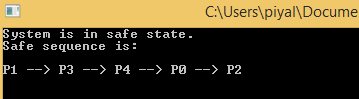 C:\Users\piyal\Docume
System is in safe state.
Safe sequence is:
P1 --> P3 --> P4 --> P0 --> P2